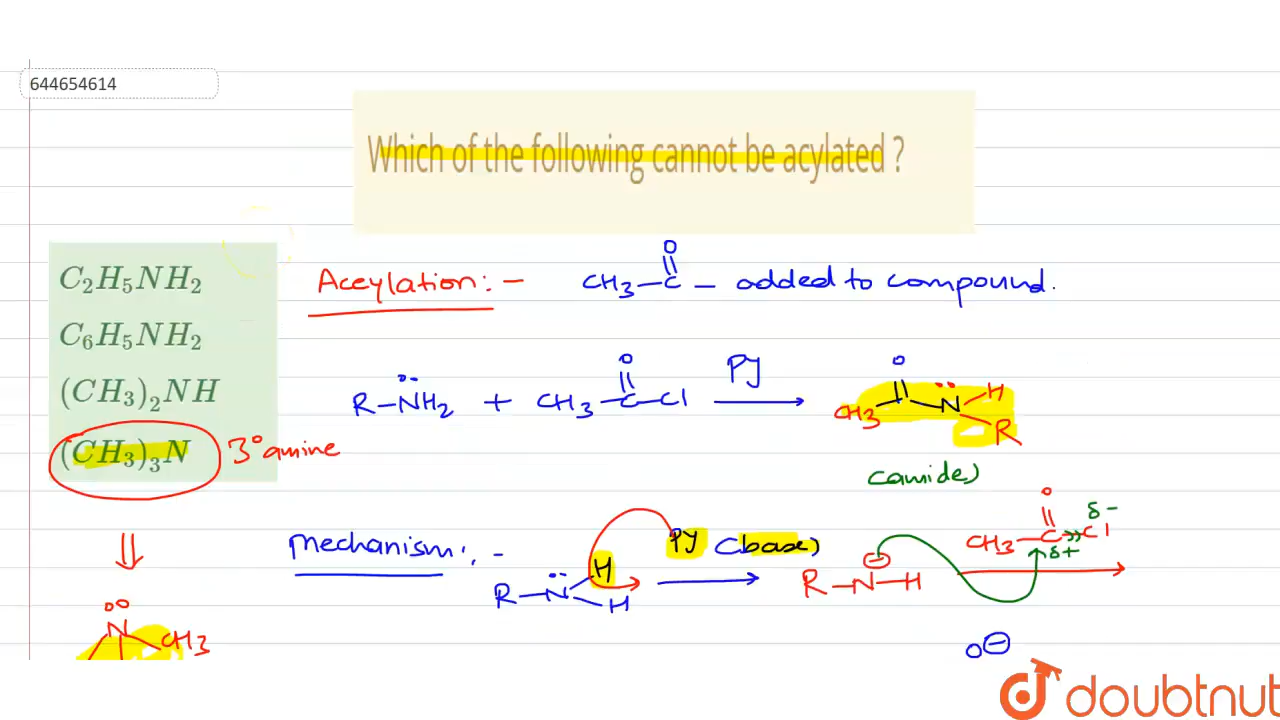 644654614
Which of the following cannot be acylated ?
C₂H₅NH₂
C₆H₅NH₂
(CH₃)₂NH
(CH₃)₃N 3° amine
Aceylation:- CH₃-C- added to compound.
O
R-NH₂ + CH₃-C-Cl PY
O
CH₃ N H
O
R
(amide)
Mechanism:-
R-N H PY (base)
H
R-N-H
⊖
CH₃-C-Cl
O
δ+ δ-
N CH₃
O⊖
doubtnut